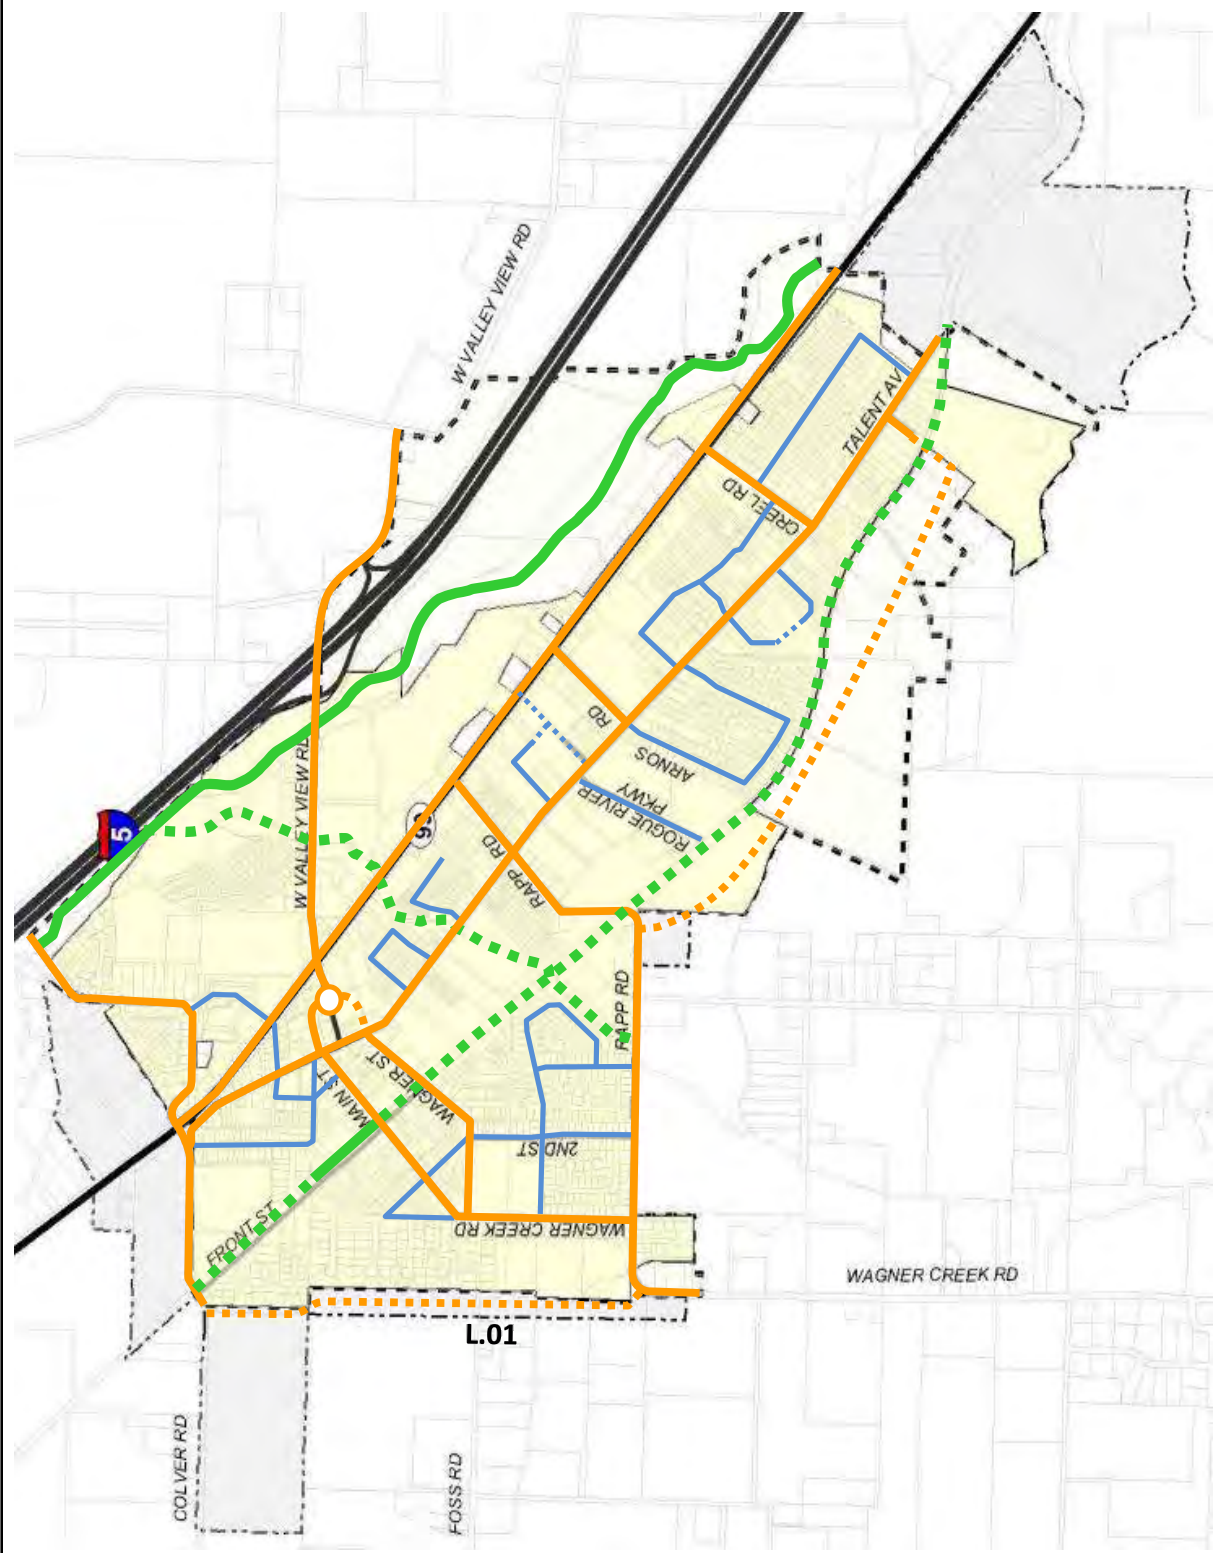 W VALLEY VIEW RD
TALENT AV
CREEL RD
W VALLEY VIEW RD
RD
ARNOS
ROGUE RIVER
PKWY
5
99
RAPP RD
RAPP RD
WAGNER ST
MAIN ST
2ND ST
FRONT ST
WAGNER CREEK RD
WAGNER CREEK RD
L.01
COLVER RD
FOSS RD